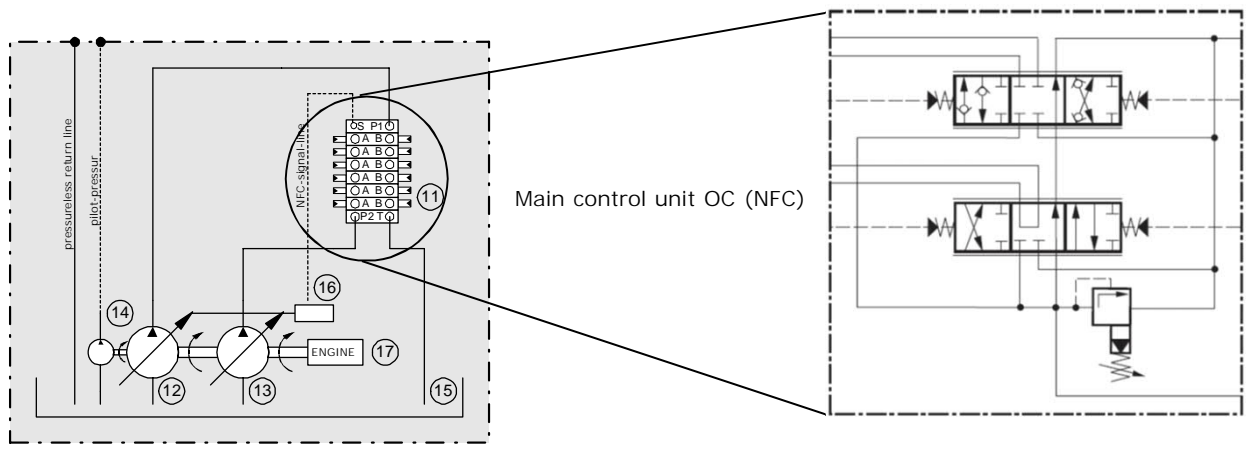 pressureless return line
pilot-pressur
NFC-signal-line
S P1
A B
A B
A B
A B
A B
A B
P2 T
11
Main control unit OC (NFC)
16
14
ENGINE
17
12
13
15